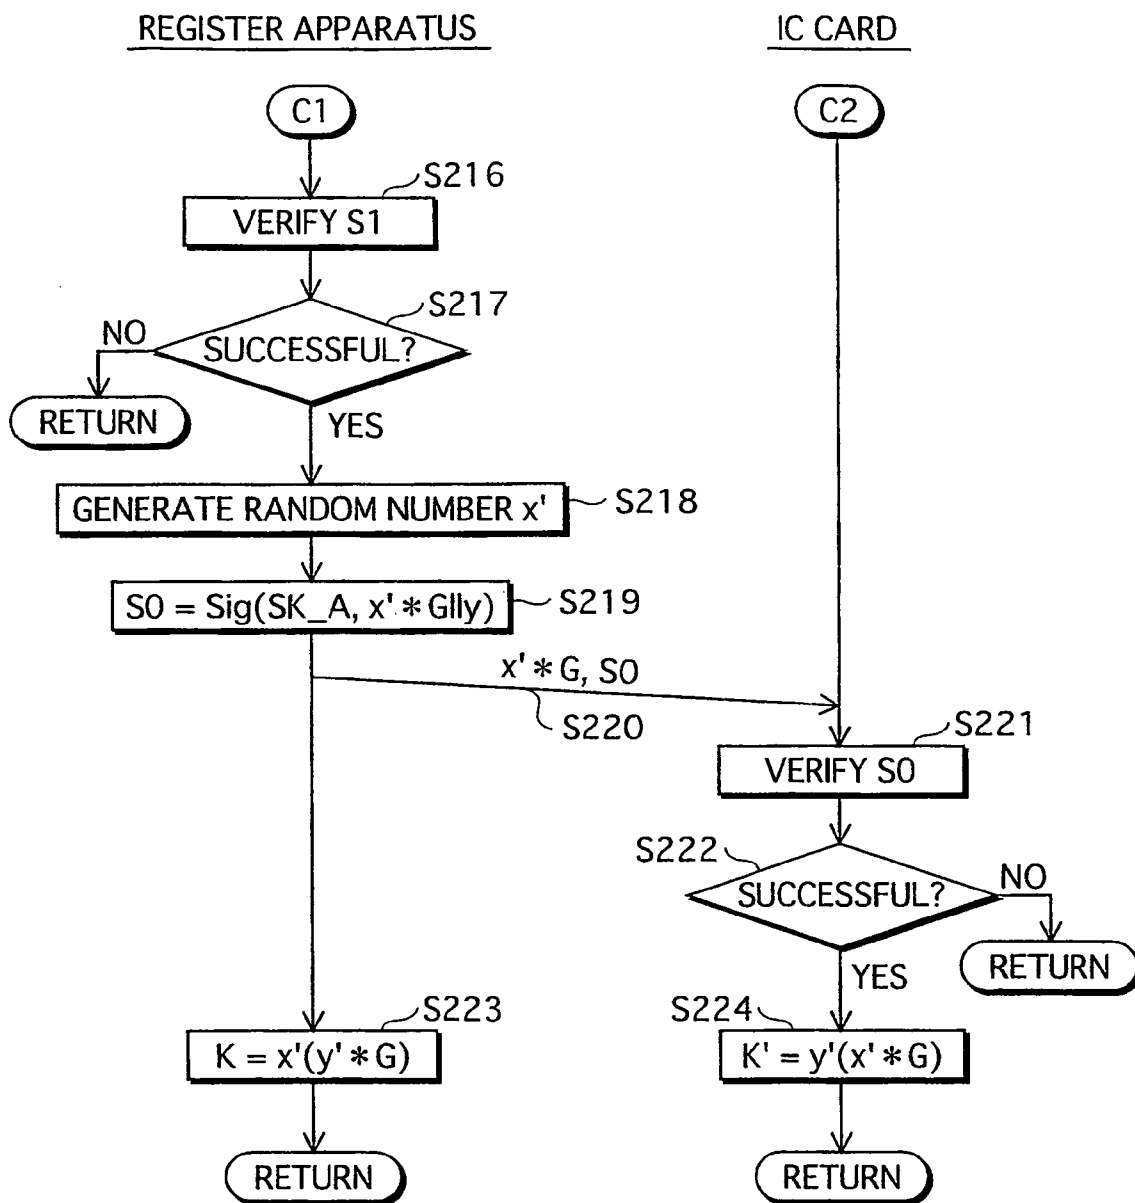 REGISTER APPARATUS
IC CARD
C1
C2
S216
VERIFY S1
S217
SUCCESSFUL?
NO
RETURN
YES
GENERATE RANDOM NUMBER x'
S218
S0 = Sig(SK_A, x'*G||y)
S219
x'*G, S0
S220
S221
VERIFY S0
S222
SUCCESSFUL?
NO
RETURN
YES
S223
K = x'(y'*G)
S224
K' = y'(x'*G)
RETURN
RETURN